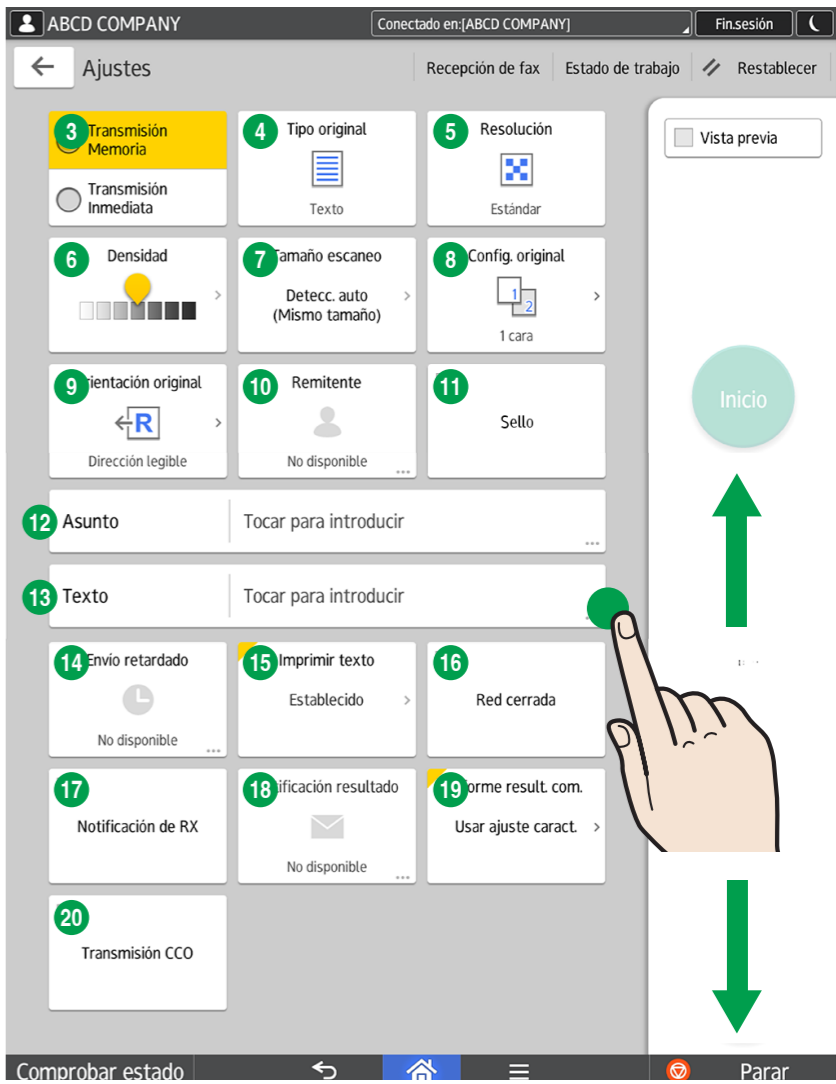 ABCD COMPANY
Conectado en:[ABCD COMPANY]
Fin.sesión
Ajustes
Recepción de fax
Estado de trabajo
Restablecer
3
Transmisión
Memoria
Transmisión
Inmediata
4
Tipo original
Texto
5
Resolución
Estándar
Vista previa
6
Densidad
7
Tamaño escaneo
Detecc. auto
(Mismo tamaño)
8
Config. original
1
2
1 cara
9
rientación original
R
Dirección legible
10
Remitente
No disponible
11
Sello
Inicio
12
Asunto
Tocar para introducir
13
Texto
Tocar para introducir
14
Envío retardado
No disponible
15
Imprimir texto
Establecido
16
Red cerrada
17
Notificación de RX
18
ificación resultado
No disponible
19
orme result. com.
Usar ajuste caract.
20
Transmisión CCO
Comprobar estado
Parar